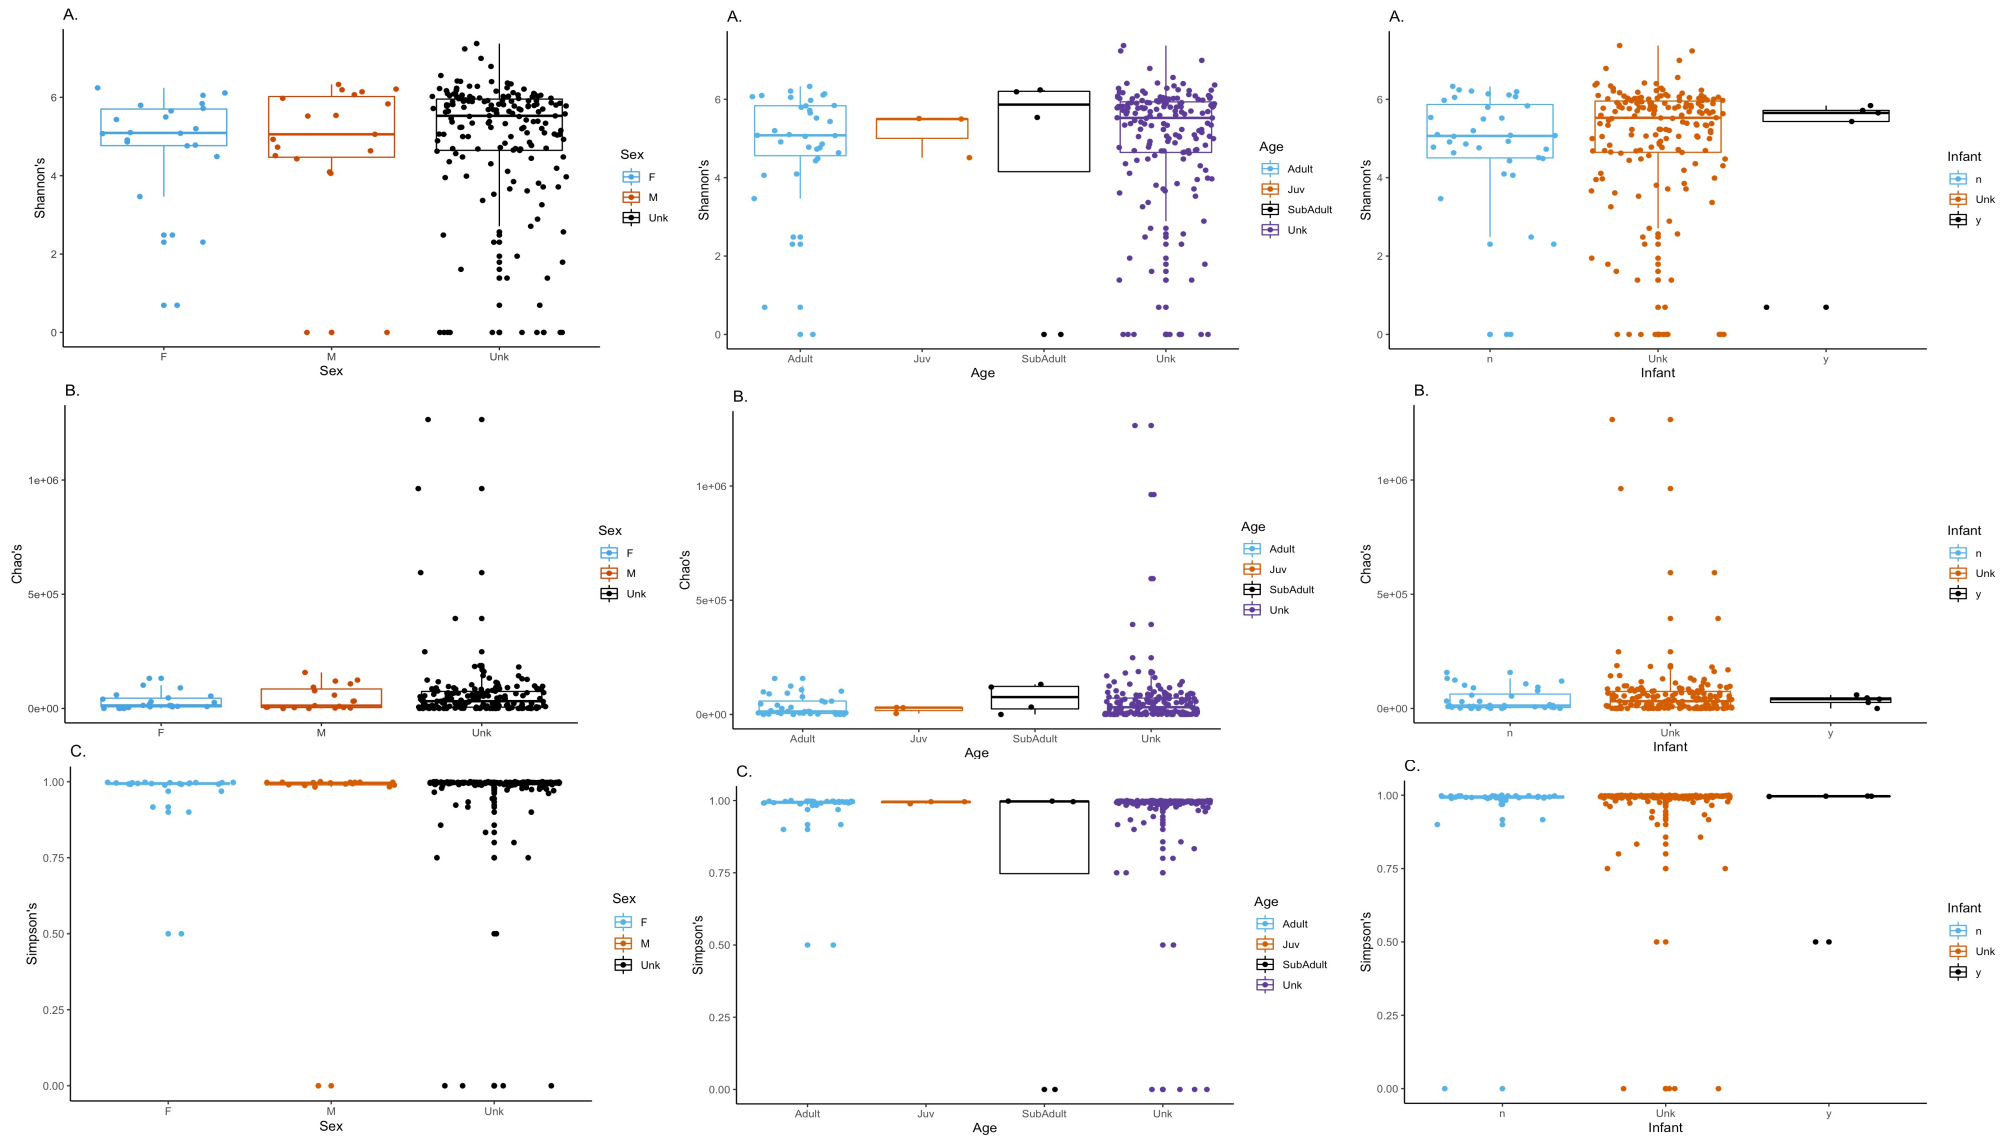 A.
Shannon's
6
4
2
0
F
M
Unk
Sex
Sex
F
M
Unk
A.
Shannon's
6
4
2
0
Adult
Juv
SubAdult
Unk
Age
Age
Adult
Juv
SubAdult
Unk
A.
Shannon's
6
4
2
0
n
Unk
y
Infant
Infant
n
Unk
y
B.
Chao's
1e+06
5e+05
0e+00
F
M
Unk
Sex
F
M
Unk
B.
Chao's
1e+06
5e+05
0e+00
Adult
Juv
SubAdult
Unk
Age
Age
Adult
Juv
SubAdult
Unk
B.
Chao's
1e+06
5e+05
0e+00
n
Unk
y
Infant
Infant
n
Unk
y
C.
Simpson's
1.00
0.75
0.50
0.25
0.00
F
M
Unk
Sex
Sex
F
M
Unk
C.
Simpson's
1.00
0.75
0.50
0.25
0.00
Adult
Juv
SubAdult
Unk
Age
Age
Adult
Juv
SubAdult
Unk
C.
Simpson's
1.00
0.75
0.50
0.25
0.00
n
Unk
y
Infant
Infant
n
Unk
y